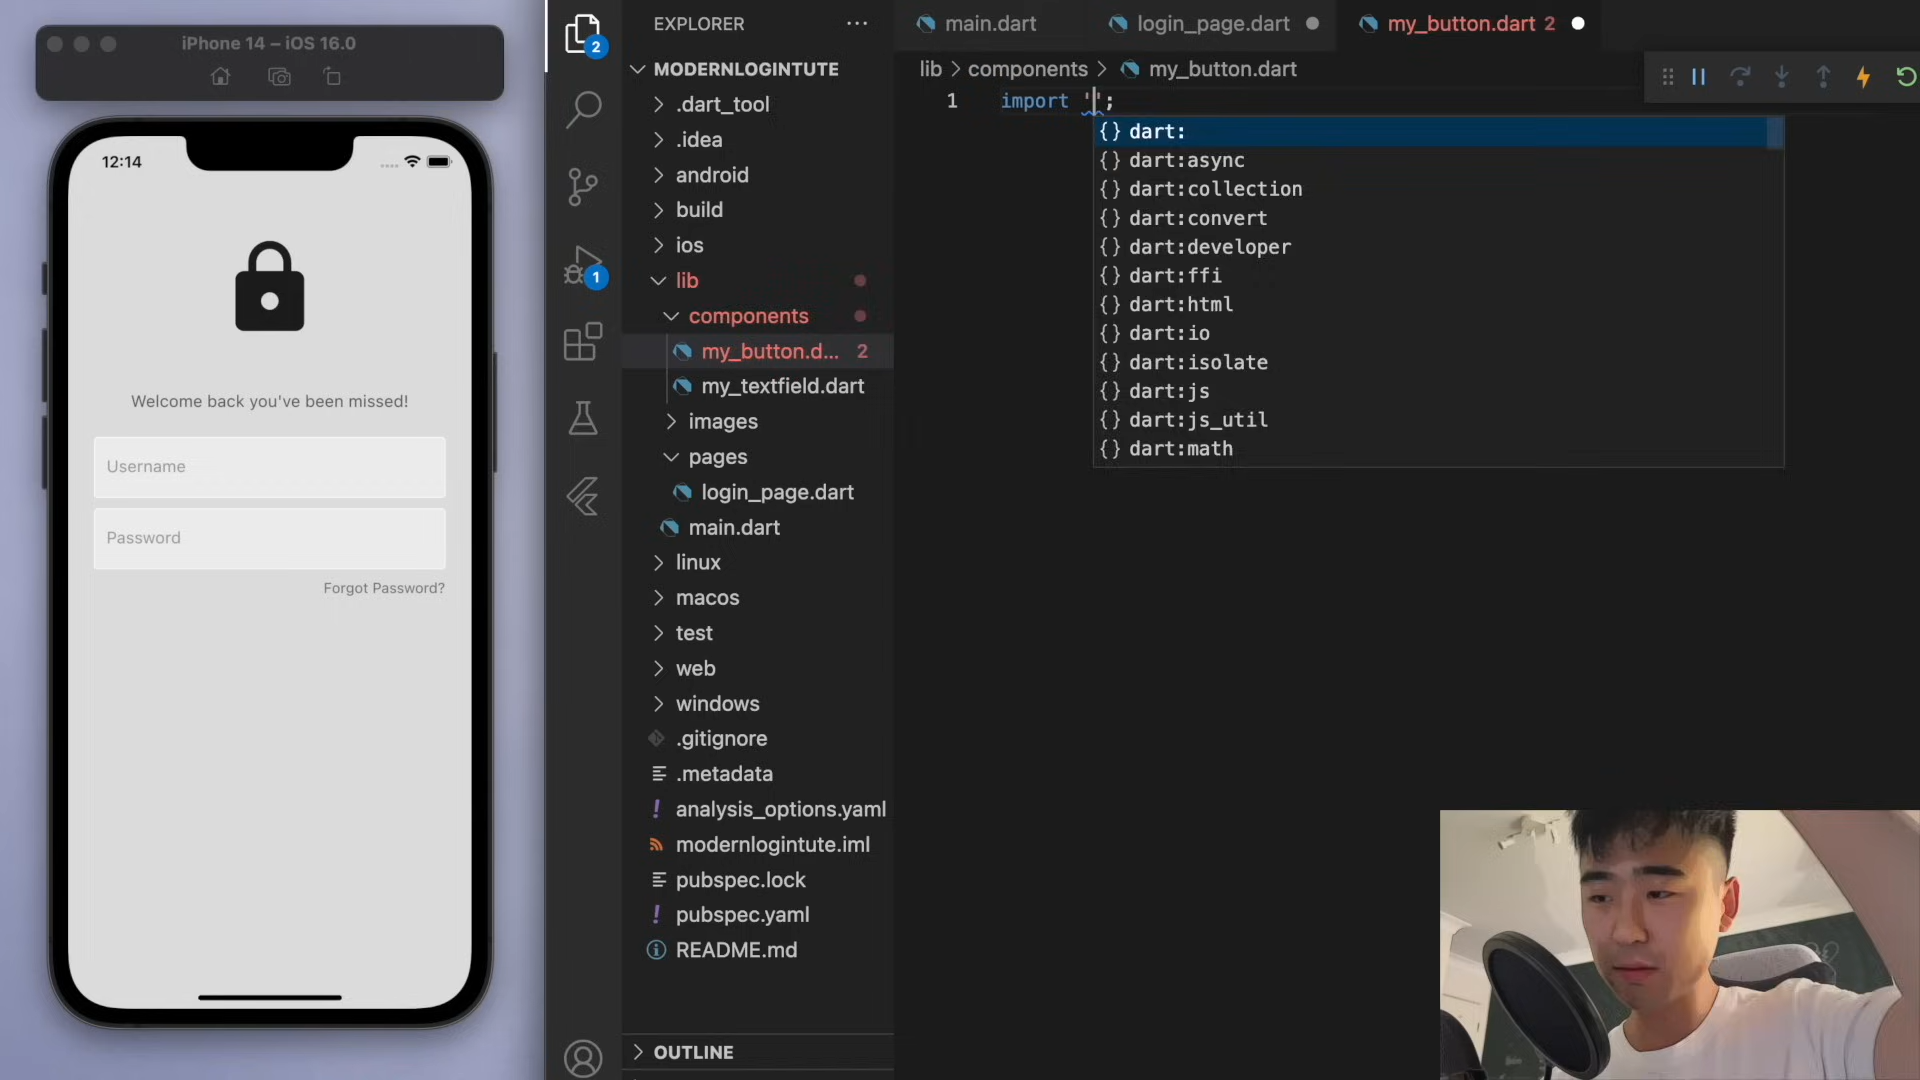 iPhone 14 – iOS 16.0
12:14
Welcome back you've been missed!
Username
Password
Forgot Password?
2
1
EXPLORER
MODERNLOGINTUTE
.dart_tool
.idea
android
build
ios
lib
components
my_button.d... 2
my_textfield.dart
images
pages
login_page.dart
main.dart
linux
macos
test
web
windows
.gitignore
.metadata
analysis_options.yaml
modernlogintute.iml
pubspec.lock
pubspec.yaml
README.md
OUTLINE
main.dart login_page.dart my_button.dart 2
lib > components > my_button.dart
1 import '';
{} dart:
{} dart:async
{} dart:collection
{} dart:convert
{} dart:developer
{} dart:ffi
{} dart:html
{} dart:io
{} dart:isolate
{} dart:js
{} dart:js_util
{} dart:math